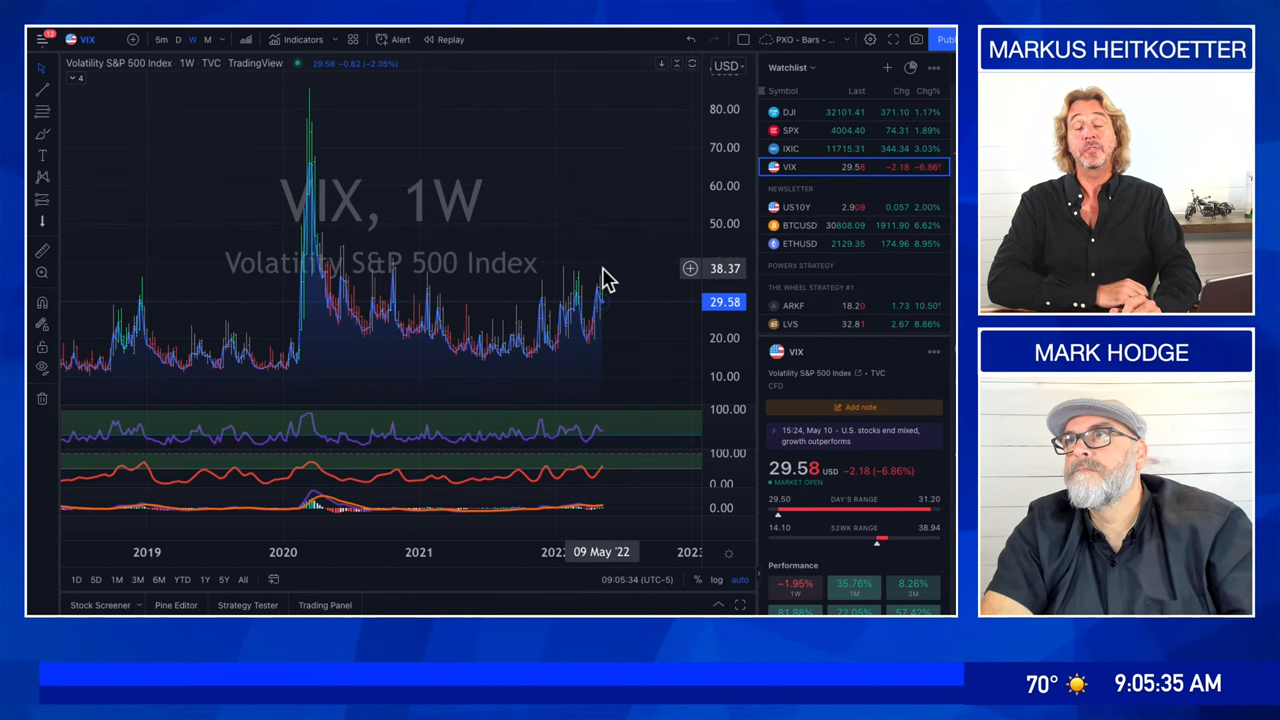 12
VIX
5m D W M
Indicators
Alert
Replay
PXO - Bars - ...
Publ
Volatility S&P 500 Index · 1W · TVC TradingView
29.58 −0.62 (−2.05%)
4
USD
80.00
70.00
60.00
50.00
38.37
29.58
20.00
10.00
100.00
100.00
0.00
0.00
VIX, 1W
Volatility S&P 500 Index
2019 2020 2021 2022 09 May '22 2023
1D 5D 1M 3M 6M YTD 1Y 5Y All
09:05:34 (UTC-5) % log auto
Stock Screener Pine Editor Strategy Tester Trading Panel
Watchlist
Symbol Last Chg Chg%
DJI 32101.41 371.10 1.17%
SPX 4004.40 74.31 1.89%
IXIC 11715.31 344.34 3.03%
VIX 29.58 −2.18 −6.86%
NEWSLETTER
US10Y 2.909 0.057 2.00%
BTCUSD 30808.09 1911.90 6.62%
ETHUSD 2129.35 174.96 8.95%
POWERX STRATEGY
THE WHEEL STRATEGY #1
ARKF 18.20 1.73 10.50%
LVS 32.81 2.67 8.86%
VIX
Volatility S&P 500 Index · TVC
CFD
Add note
15:24, May 10 · U.S. stocks end mixed,
growth outperforms
29.58 USD −2.18 (−6.86%)
MARKET OPEN
29.50 DAY'S RANGE 31.20
14.10 52WK RANGE 38.94
Performance
−1.95% 35.76% 8.26%
1W 1M 3M
81.88% 72.05% 57.42%
MARKUS HEITKOETTER
MARK HODGE
70° 9:05:35 AM